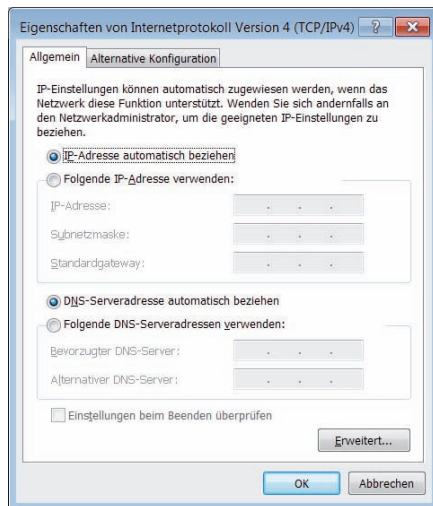 Eigenschaften von Internetprotokoll Version 4 (TCP/IPv4)
Allgemein
Alternative Konfiguration
IP-Einstellungen können automatisch zugewiesen werden, wenn das
Netzwerk diese Funktion unterstützt. Wenden Sie sich andernfalls an
den Netzwerkadministrator, um die geeigneten IP-Einstellungen zu
beziehen.
IP-Adresse automatisch beziehen
Folgende IP-Adresse verwenden:
IP-Adresse:
Subnetzmaske:
Standardgateway:
DNS-Serveradresse automatisch beziehen
Folgende DNS-Serveradressen verwenden:
Bevorzugter DNS-Server:
Alternativer DNS-Server:
Einstellungen beim Beenden überprüfen
Erweitert...
OK
Abbrechen